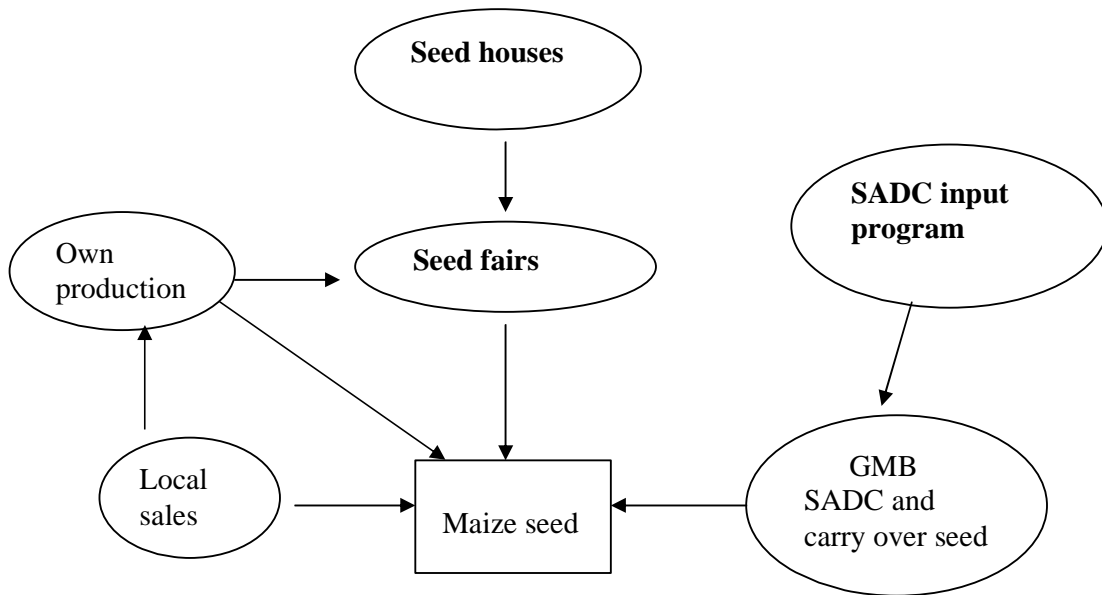 Seed houses
SADC input
program
Own
production
Seed fairs
Local
sales
Maize seed
GMB
SADC and
carry over seed